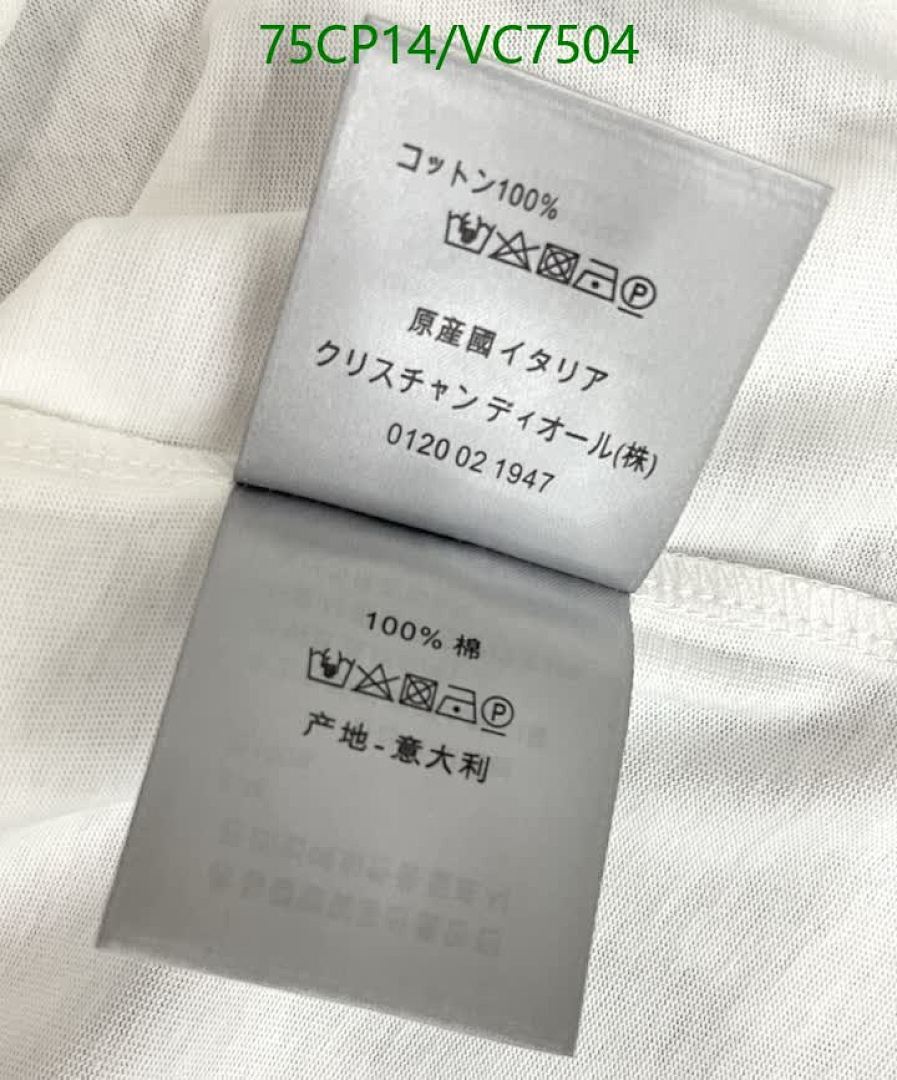 75CP14/VC7504
コットン100%
P
原産國イタリア
クリスチャン ディオール(株)
0120 02 1947
100% 棉
P
产地-意大利